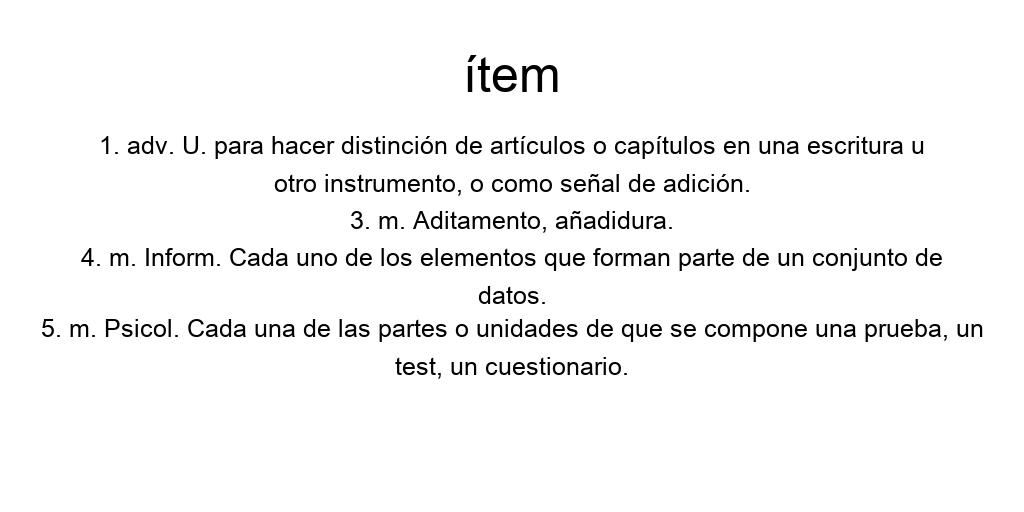 ítem
1. adv. U. para hacer distinción de artículos o capítulos en una escritura u
otro instrumento, o como señal de adición.
3. m. Aditamento, añadidura.
4. m. Inform. Cada uno de los elementos que forman parte de un conjunto de
datos.
5. m. Psicol. Cada una de las partes o unidades de que se compone una prueba, un
test, un cuestionario.